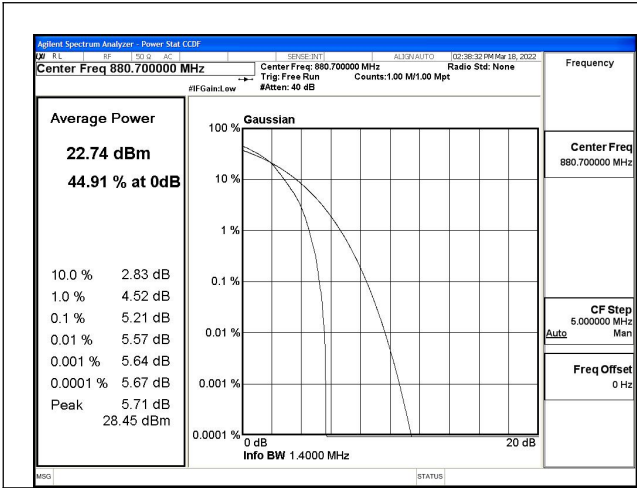 Agilent Spectrum Analyzer - Power Stat CCDF
LXI RL RF 50 Ω AC SENSE:INT ALIGN AUTO 02:38:32 PM Mar 18, 2022
Center Freq 880.700000 MHz
Center Freq: 880.700000 MHz Radio Std: None
Trig: Free Run Counts:1.00 M/1.00 Mpt
#IFGain:Low #Atten: 40 dB
Frequency
Average Power
22.74 dBm
44.91 % at 0dB
10.0 % 2.83 dB
1.0 % 4.52 dB
0.1 % 5.21 dB
0.01 % 5.57 dB
0.001 % 5.64 dB
0.0001 % 5.67 dB
Peak 5.71 dB
28.45 dBm
Gaussian
100 %
10 %
1 %
0.1 %
0.01 %
0.001 %
0.0001 %
0 dB 20 dB
Info BW 1.4000 MHz
Center Freq
880.700000 MHz
CF Step
5.000000 MHz
Auto Man
Freq Offset
0 Hz
MSG STATUS